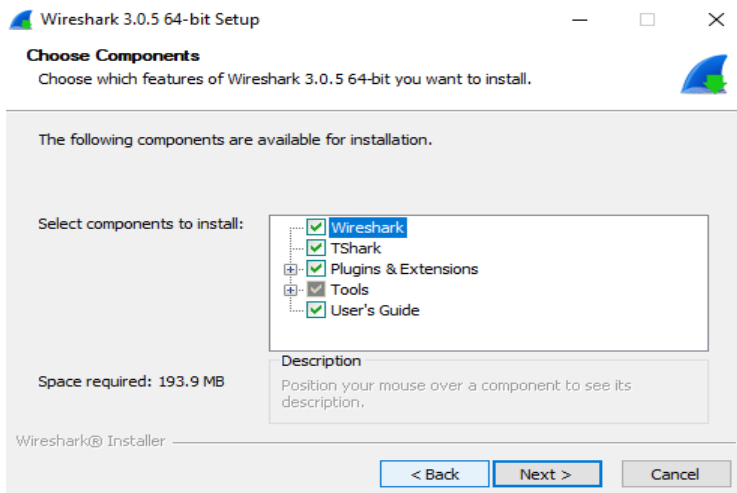 Wireshark 3.0.5 64-bit Setup
Choose Components
Choose which features of Wireshark 3.0.5 64-bit you want to install.
The following components are available for installation.
Select components to install:
Wireshark
TShark
Plugins & Extensions
Tools
User's Guide
Space required: 193.9 MB
Description
Position your mouse over a component to see its
description.
Wireshark® Installer
< Back
Next >
Cancel